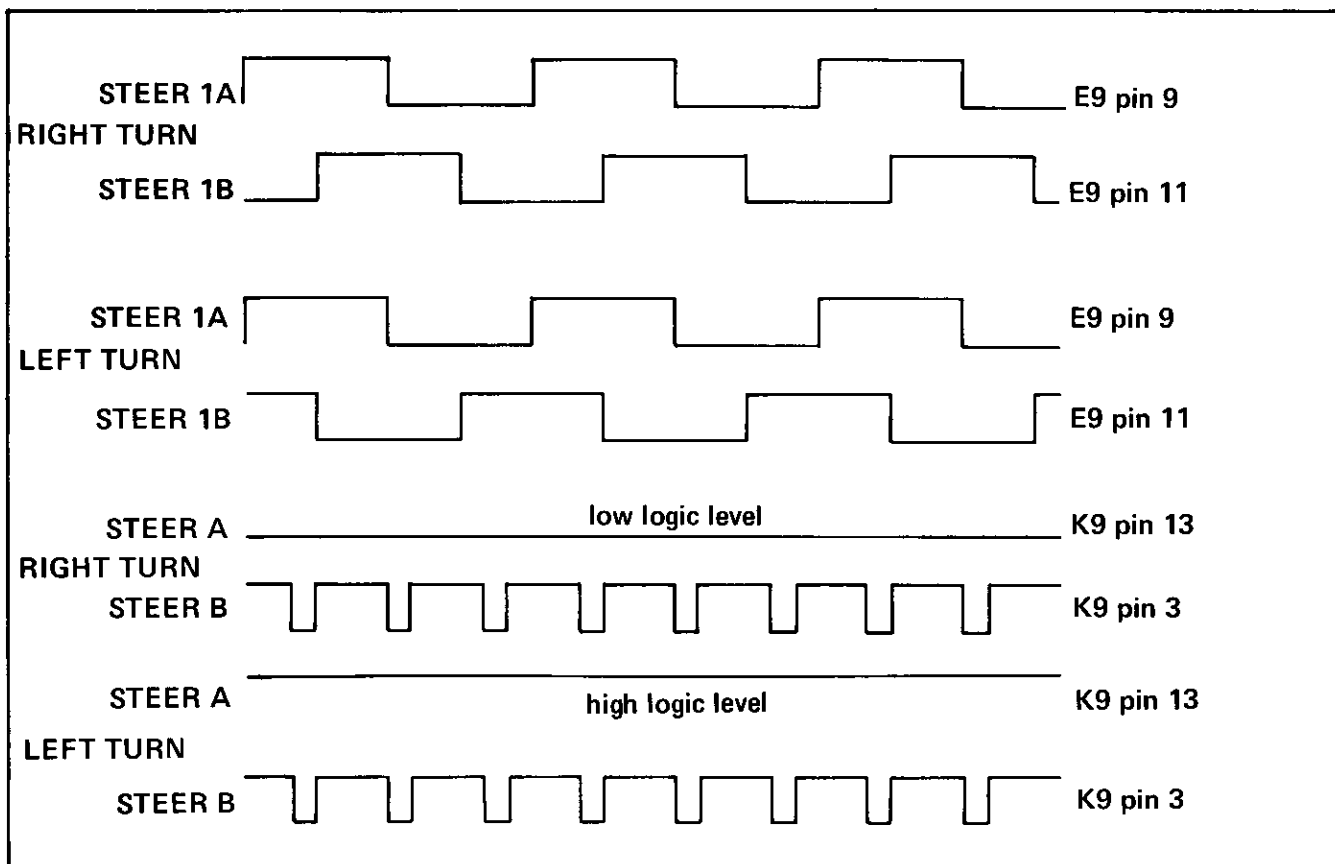 STEER 1A E9 pin 9
RIGHT TURN
STEER 1B E9 pin 11
STEER 1A E9 pin 9
LEFT TURN
STEER 1B E9 pin 11
STEER A low logic level K9 pin 13
RIGHT TURN
STEER B K9 pin 3
STEER A high logic level K9 pin 13
LEFT TURN
STEER B K9 pin 3